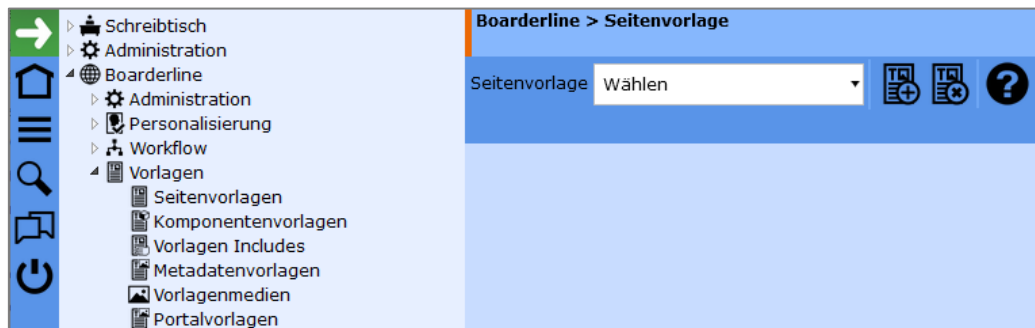 Schreibtisch
Administration
Boarderline
Administration
Personalisierung
Workflow
Vorlagen
Seitenvorlagen
Komponentenvorlagen
Vorlagen Includes
Metadatenvorlagen
Vorlagenmedien
Portalvorlagen
Boarderline > Seitenvorlage
Seitenvorlage Wählen